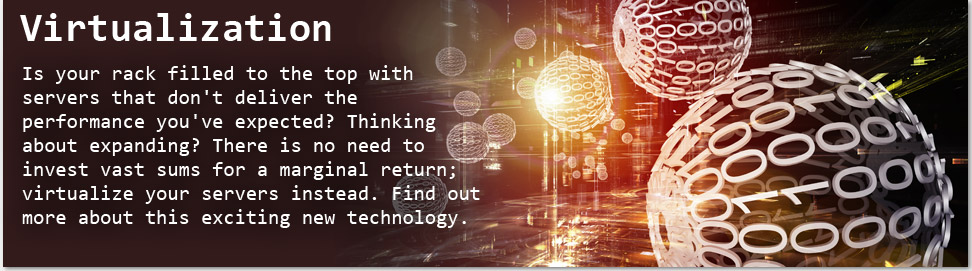 Virtualization
Is your rack filled to the top with
servers that don't deliver the
performance you've expected? Thinking
about expanding? There is no need to
invest vast sums for a marginal return;
virtualize your servers instead. Find out
more about this exciting new technology.